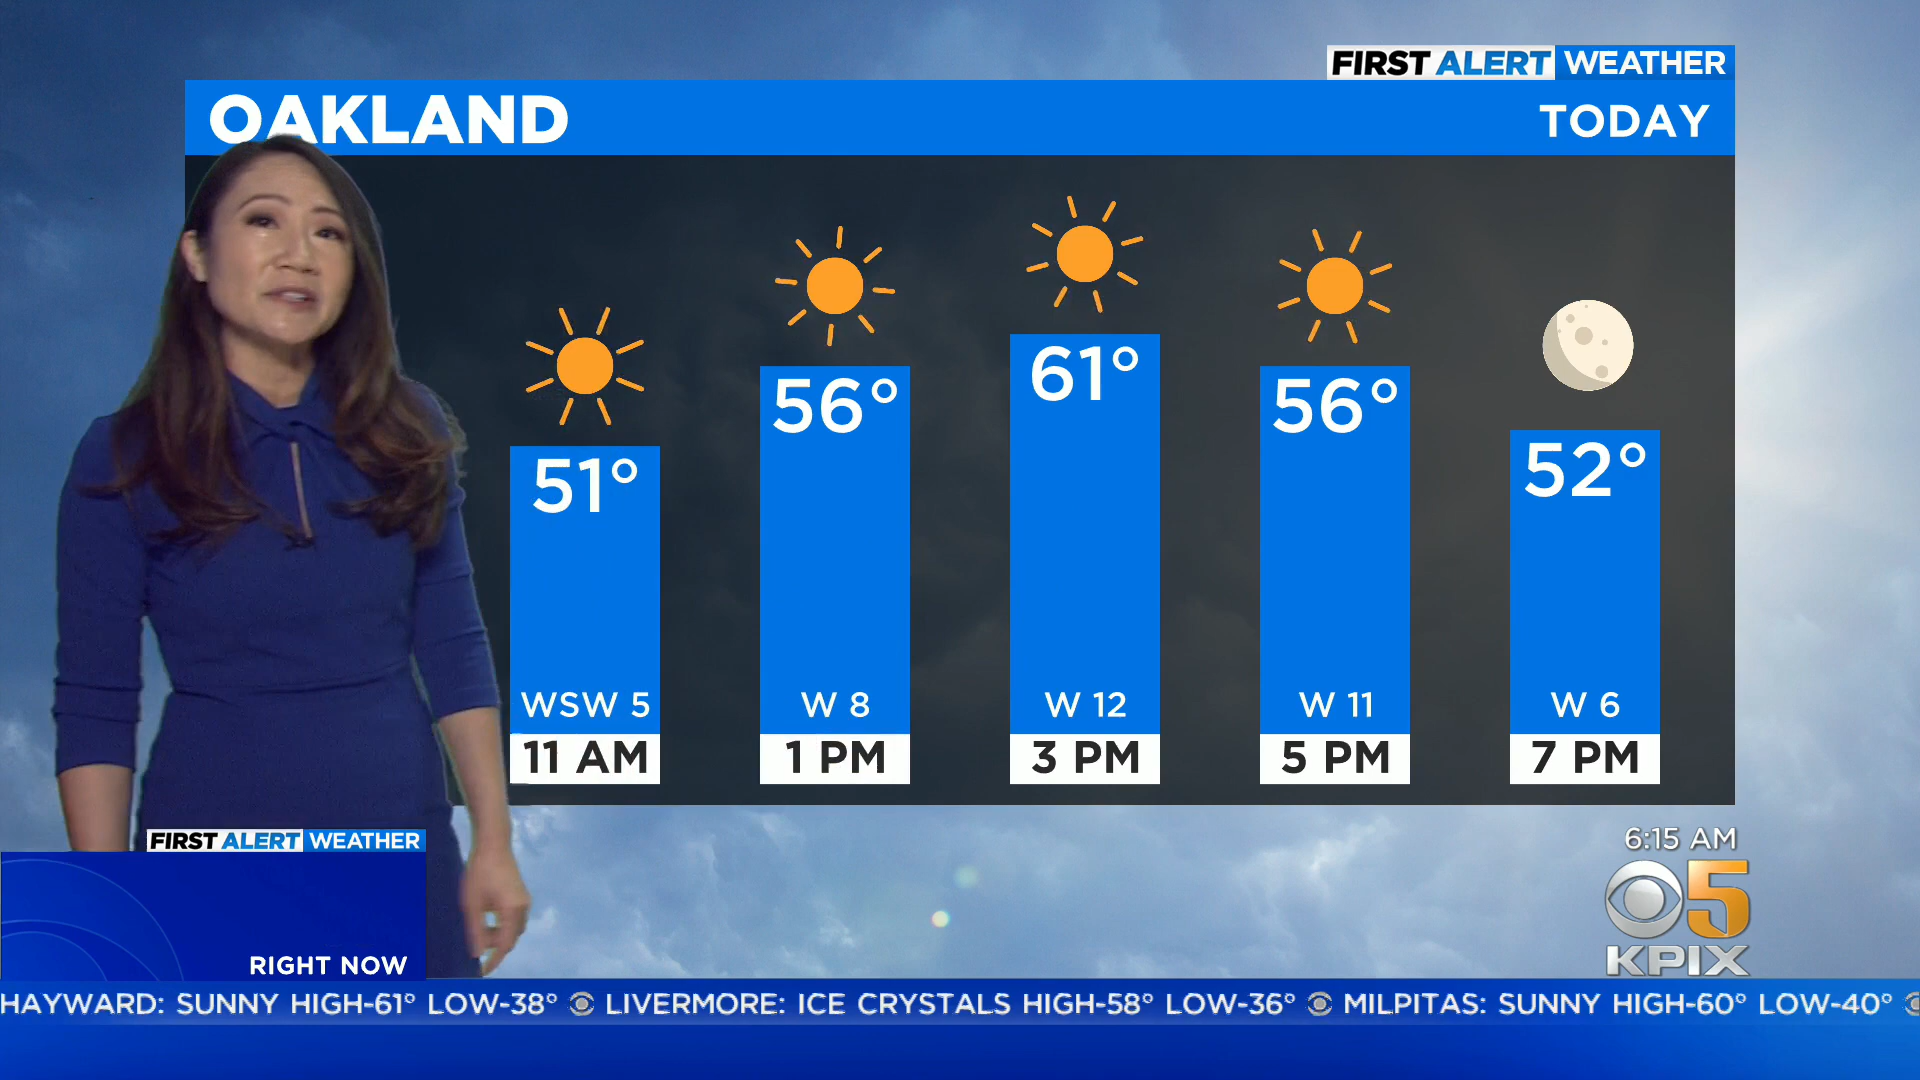 FIRST ALERT WEATHER
OAKLAND
TODAY
51°
56°
61°
56°
52°
WSW 5
W 8
W 12
W 11
W 6
11 AM
1 PM
3 PM
5 PM
7 PM
FIRST ALERT WEATHER
RIGHT NOW
6:15 AM
5
KPIX
HAYWARD: SUNNY HIGH-61° LOW-38° LIVERMORE: ICE CRYSTALS HIGH-58° LOW-36° MILPITAS: SUNNY HIGH-60° LOW-40°